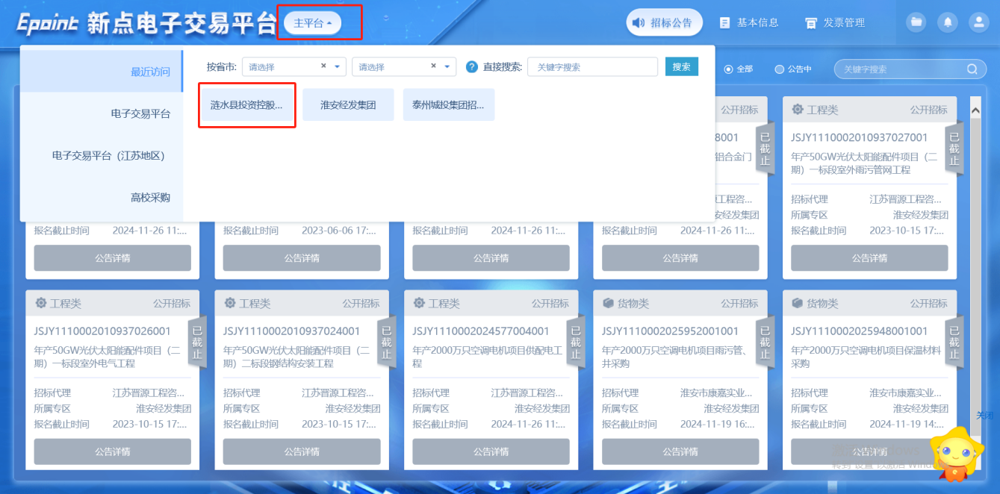 Epoint 新点电子交易平台
主平台
招标公告
基本信息
发票管理
最近访问
电子交易平台
电子交易平台（江苏地区）
高校采购
按省市:
请选择
×
请选择
×
?
直接搜索:
关键字搜索
搜索
全部
公告中
关键字搜索
涟水县投资控股...
淮安经发集团
泰州城投集团招...
报名截止时间 2024-11-26 11:...
公告详情
报名截止时间 2023-06-06 17:...
公告详情
报名截止时间 2024-11-26 11:...
公告详情
公开招标
8001
已截止
铝合金门
工程咨...
安经发集团
报名截止时间 2024-11-26 11:...
公告详情
工程类 公开招标
JSJY1110002010937027001
已截止
年产50GW光伏太阳能配件项目（二
期）一标段室外雨污管网工程
招标代理 江苏晋源工程咨...
所属专区 淮安经发集团
报名截止时间 2023-10-15 17:...
公告详情
工程类 公开招标
JSJY1110002010937026001
已截止
年产50GW光伏太阳能配件项目（二
期）一标段室外电气工程
招标代理 江苏晋源工程咨...
所属专区 淮安经发集团
报名截止时间 2023-10-15 17:...
公告详情
工程类 公开招标
JSJY1110002010937024001
已截止
年产50GW光伏太阳能配件项目（二
期）二标段钢结构安装工程
招标代理 江苏晋源工程咨...
所属专区 淮安经发集团
报名截止时间 2023-10-15 17:...
公告详情
工程类 公开招标
JSJY1110002024577004001
已截止
年产2000万只空调电机项目供配电工
程
招标代理 江苏晋源工程咨...
所属专区 淮安经发集团
报名截止时间 2024-11-26 11:...
公告详情
货物类 公开招标
JSJY1110002025952001001
已截止
年产2000万只空调电机项目雨污管、
井采购
招标代理 淮安市康嘉实业...
所属专区 淮安经发集团
报名截止时间 2024-11-19 16:...
公告详情
货物类 公开招标
JSJY1110002025948001001
已截止
年产2000万只空调电机项目保温材料
采购
招标代理 淮安市康嘉实业...
所属专区 淮安经发集团
报名截止时间 2024-11-19 14:...
公告详情
关闭